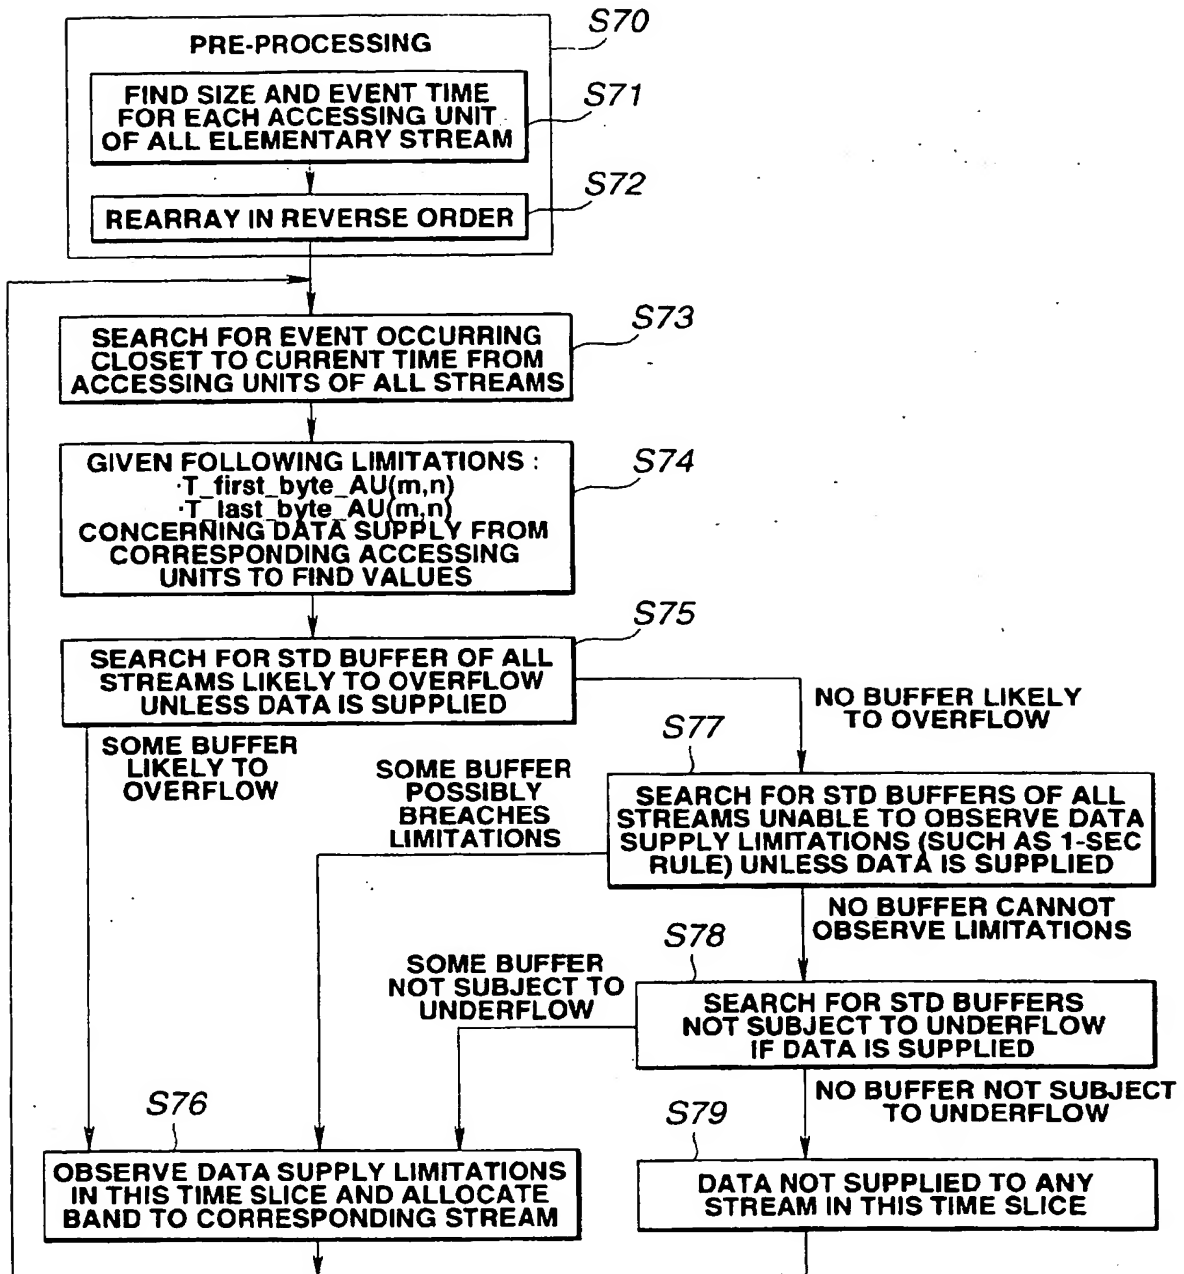 S70
PRE-PROCESSING
FIND SIZE AND EVENT TIME
FOR EACH ACCESSING UNIT
OF ALL ELEMENTARY STREAM
S71
S72
REARRAY IN REVERSE ORDER
S73
SEARCH FOR EVENT OCCURRING
CLOSET TO CURRENT TIME FROM
ACCESSING UNITS OF ALL STREAMS
S74
GIVEN FOLLOWING LIMITATIONS :
·T_first_byte_AU(m,n)
·T_last_byte_AU(m,n)
CONCERNING DATA SUPPLY FROM
CORRESPONDING ACCESSING
UNITS TO FIND VALUES
S75
SEARCH FOR STD BUFFER OF ALL
STREAMS LIKELY TO OVERFLOW
UNLESS DATA IS SUPPLIED
NO BUFFER LIKELY
TO OVERFLOW
SOME BUFFER
LIKELY TO
OVERFLOW
S77
SOME BUFFER
POSSIBLY
BREACHES
LIMITATIONS
SEARCH FOR STD BUFFERS OF ALL
STREAMS UNABLE TO OBSERVE DATA
SUPPLY LIMITATIONS (SUCH AS 1-SEC
RULE) UNLESS DATA IS SUPPLIED
NO BUFFER CANNOT
OBSERVE LIMITATIONS
S78
SOME BUFFER
NOT SUBJECT TO
UNDERFLOW
SEARCH FOR STD BUFFERS
NOT SUBJECT TO UNDERFLOW
IF DATA IS SUPPLIED
NO BUFFER NOT SUBJECT
TO UNDERFLOW
S76
OBSERVE DATA SUPPLY LIMITATIONS
IN THIS TIME SLICE AND ALLOCATE
BAND TO CORRESPONDING STREAM
S79
DATA NOT SUPPLIED TO ANY
STREAM IN THIS TIME SLICE